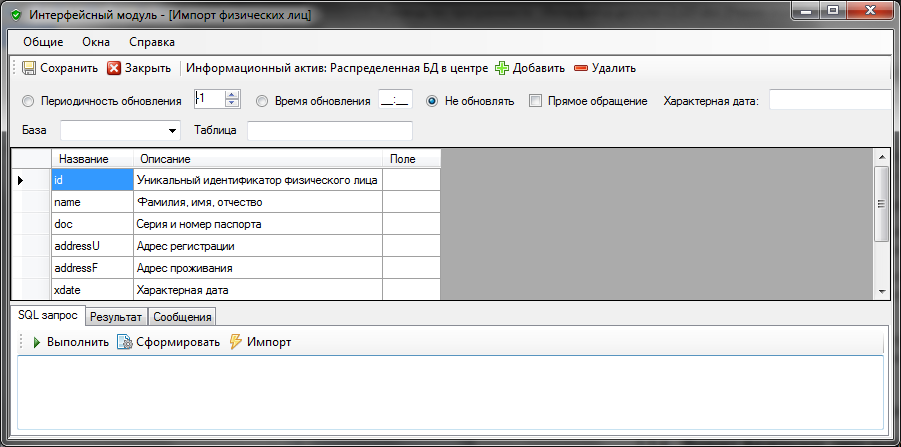 Интерфейсный модуль - [Импорт физических лиц]
Общие Окна Справка
Сохранить Закрыть Информационный актив: Распределенная БД в центре Добавить Удалить
Периодичность обновления -1 Время обновления __:__ Не обновлять Прямое обращение Характерная дата:
База Таблица
Название Описание Поле
id Уникальный идентификатор физического лица
name Фамилия, имя, отчество
doc Серия и номер паспорта
addressU Адрес регистрации
addressF Адрес проживания
xdate Характерная дата
SQL запрос Результат Сообщения
Выполнить Сформировать Импорт